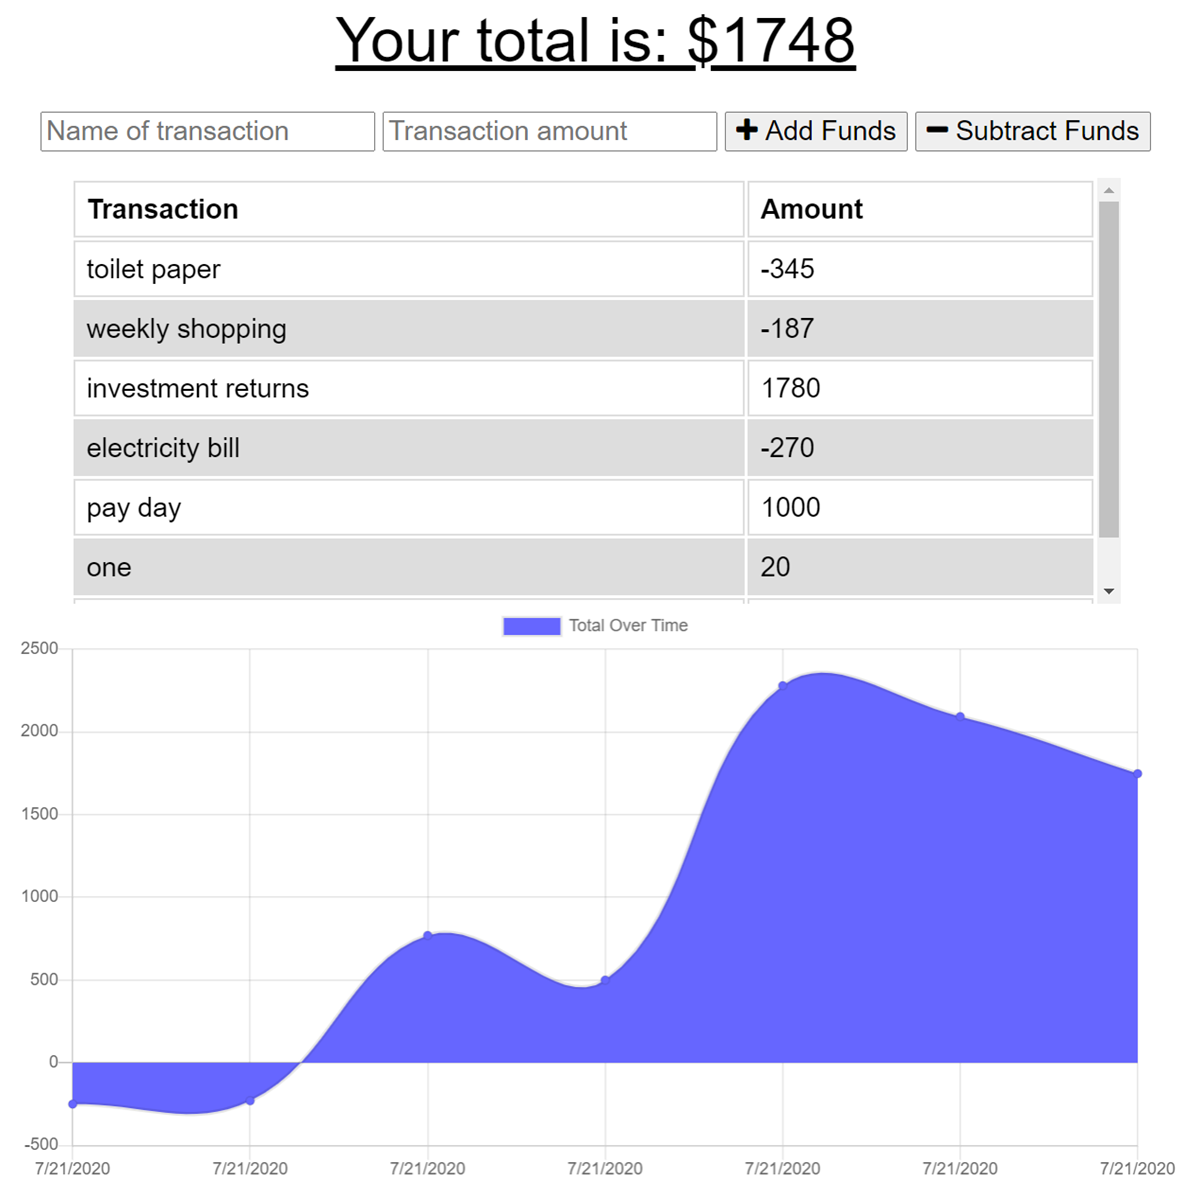 Your total is: $1748
Name of transaction Transaction amount Add Funds Subtract Funds
Transaction Amount
toilet paper -345
weekly shopping -187
investment returns 1780
electricity bill -270
pay day 1000
one 20
Total Over Time
2500
2000
1500
1000
500
0
-500
7/21/2020 7/21/2020 7/21/2020 7/21/2020 7/21/2020 7/21/2020 7/21/2020